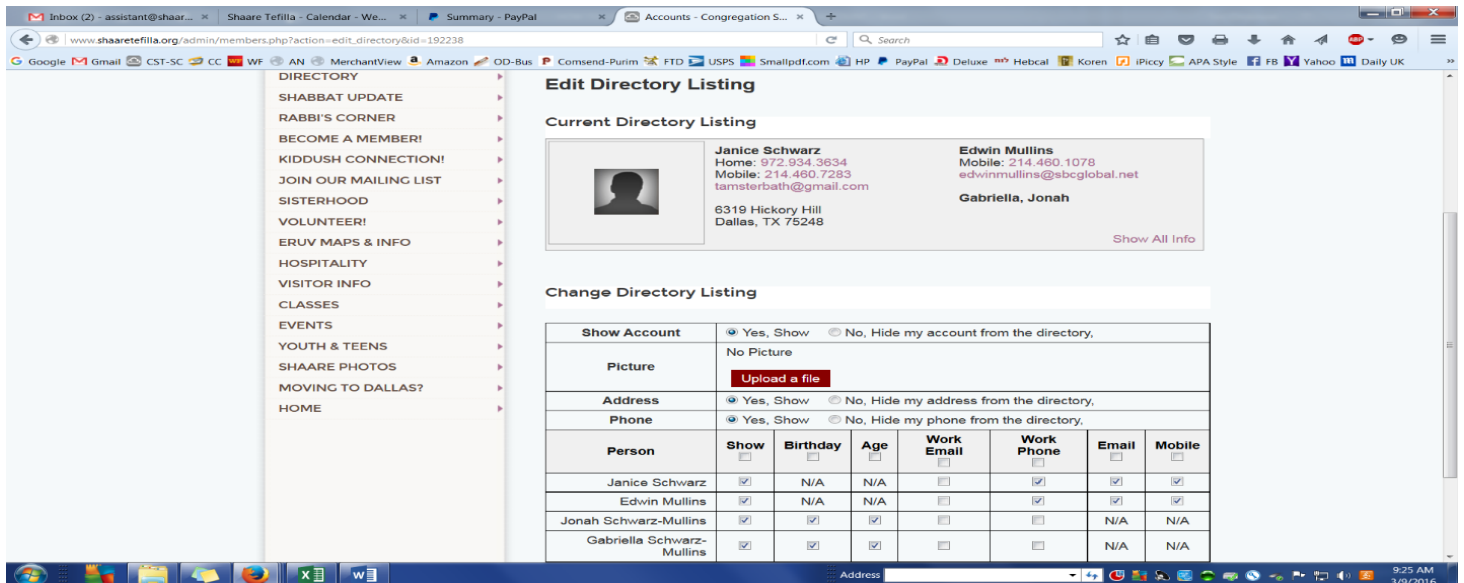 Inbox (2) - assistant@shaar... ×
Shaare Tefilla - Calendar - We... ×
Summary - PayPal ×
Accounts - Congregation S... ×
www.shaaretefilla.org/admin/members.php?action=edit_directory&id=192238
Search
ABP
Google Gmail CST-SC CC WF WF AN MerchantView Amazon OD-Bus Comsend-Purim FTD USPS Smallpdf.com HP PayPal Deluxe Hebcal Koren iPiccy APA Style FB Yahoo Daily UK
DIRECTORY
SHABBAT UPDATE
RABBI'S CORNER
BECOME A MEMBER!
KIDDUSH CONNECTION!
JOIN OUR MAILING LIST
SISTERHOOD
VOLUNTEER!
ERUV MAPS & INFO
HOSPITALITY
VISITOR INFO
CLASSES
EVENTS
YOUTH & TEENS
SHAARE PHOTOS
MOVING TO DALLAS?
HOME
Edit Directory Listing
Current Directory Listing
Janice Schwarz
Home: 972.934.3634
Mobile: 214.460.7283
tamsterbath@gmail.com
6319 Hickory Hill
Dallas, TX 75248
Edwin Mullins
Mobile: 214.460.1078
edwinmullins@sbcglobal.net
Gabriella, Jonah
Show All Info
Change Directory Listing
Show Account Yes, Show No, Hide my account from the directory,
Picture No Picture
Upload a file
Address Yes, Show No, Hide my address from the directory,
Phone Yes, Show No, Hide my phone from the directory,
Person Show Birthday Age Work Email Work Phone Email Mobile
Janice Schwarz N/A N/A
Edwin Mullins N/A N/A
Jonah Schwarz-Mullins N/A N/A
Gabriella Schwarz-
Mullins N/A N/A
Address
9:25 AM
3/9/2016